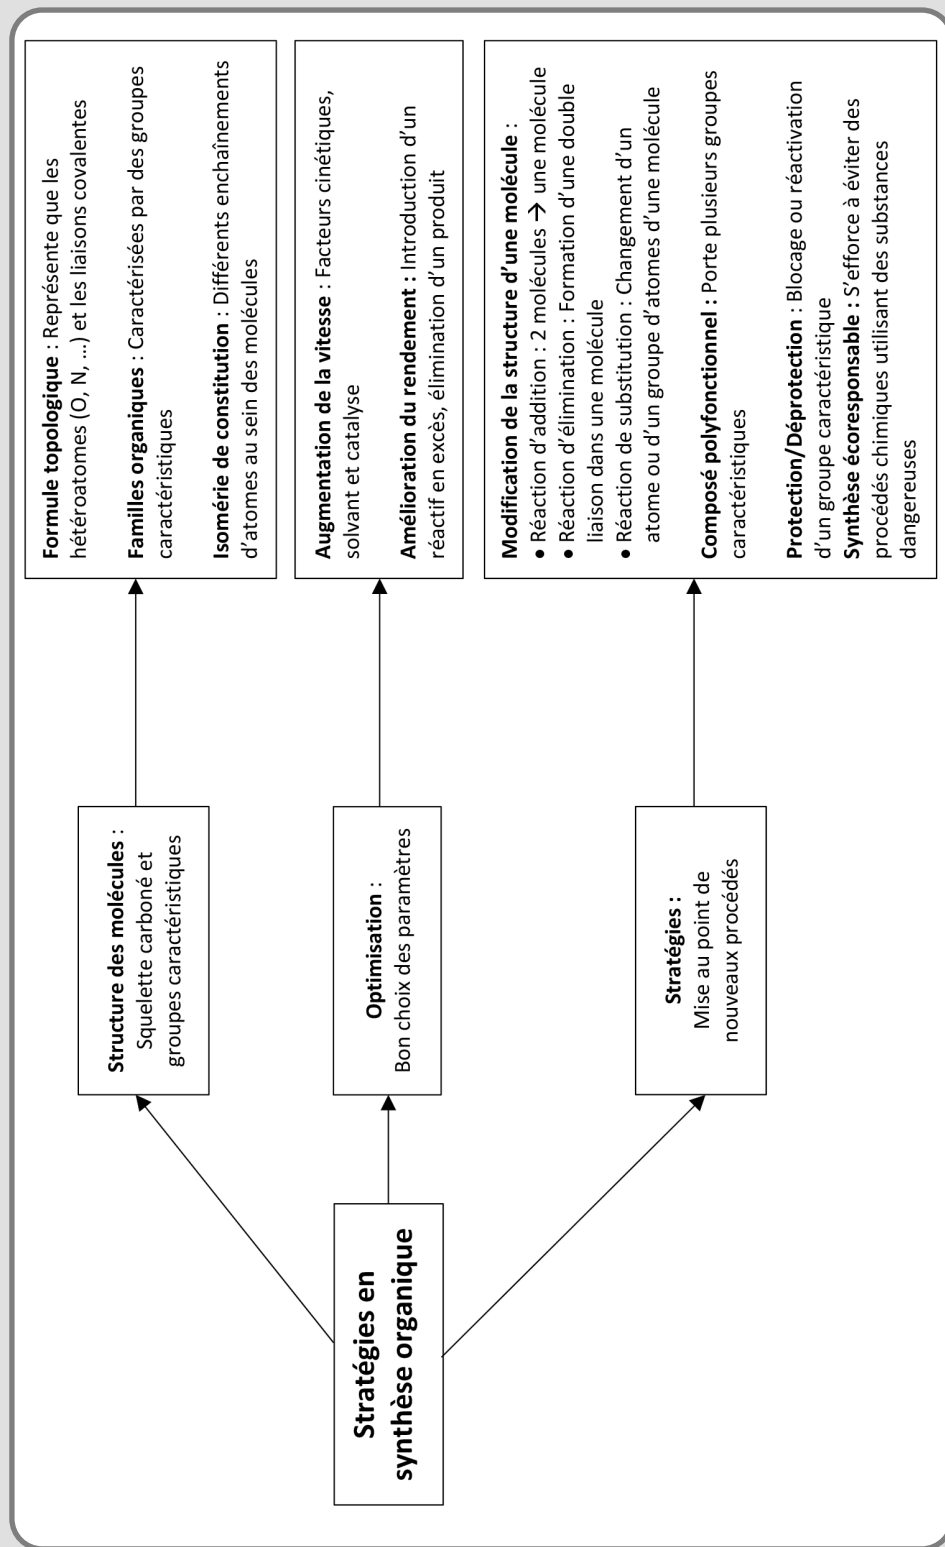 Stratégies en
synthèse organique
Structure des molécules :
Squelette carboné et
groupes caractéristiques
Optimisation :
Bon choix des paramètres
Stratégies :
Mise au point de
nouveaux procédés
Formule topologique : Représente que les
hétéroatomes (O, N, …) et les liaisons covalentes
Familles organiques : Caractérisées par des groupes
caractéristiques
Isomérie de constitution : Différents enchaînements
d’atomes au sein des molécules
Augmentation de la vitesse : Facteurs cinétiques,
solvant et catalyse
Amélioration du rendement : Introduction d’un
réactif en excès, élimination d’un produit
Modification de la structure d’une molécule :
• Réaction d’addition : 2 molécules → une molécule
• Réaction d’élimination : Formation d’une double
liaison dans une molécule
• Réaction de substitution : Changement d’un
atome ou d’un groupe d’atomes d’une molécule
Composé polyfonctionnel : Porte plusieurs groupes
caractéristiques
Protection/Déprotection : Blocage ou réactivation
d’un groupe caractéristique
Synthèse écoresponsable : S’efforce à éviter des
procédés chimiques utilisant des substances
dangereuses